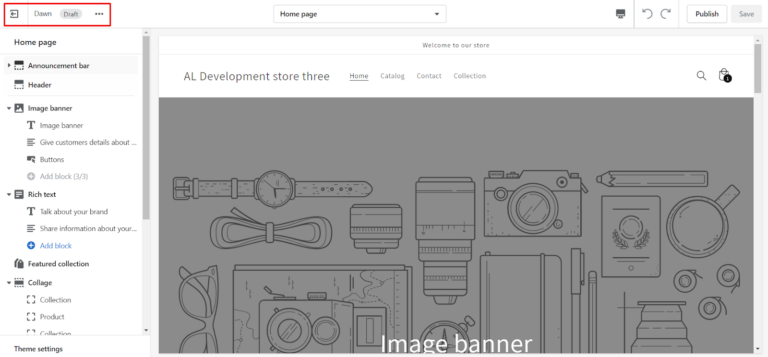 Dawn Draft
Home page
Publish
Save
Home page
Announcement bar
Header
Image banner
Image banner
Give customers details about ...
Buttons
Add block (3/3)
Rich text
Talk about your brand
Share information about your...
Add block
Featured collection
Collage
Collection
Product
Collection
Theme settings
Welcome to our store
AL Development store three
Home Catalog Contact Collection
1
Image banner